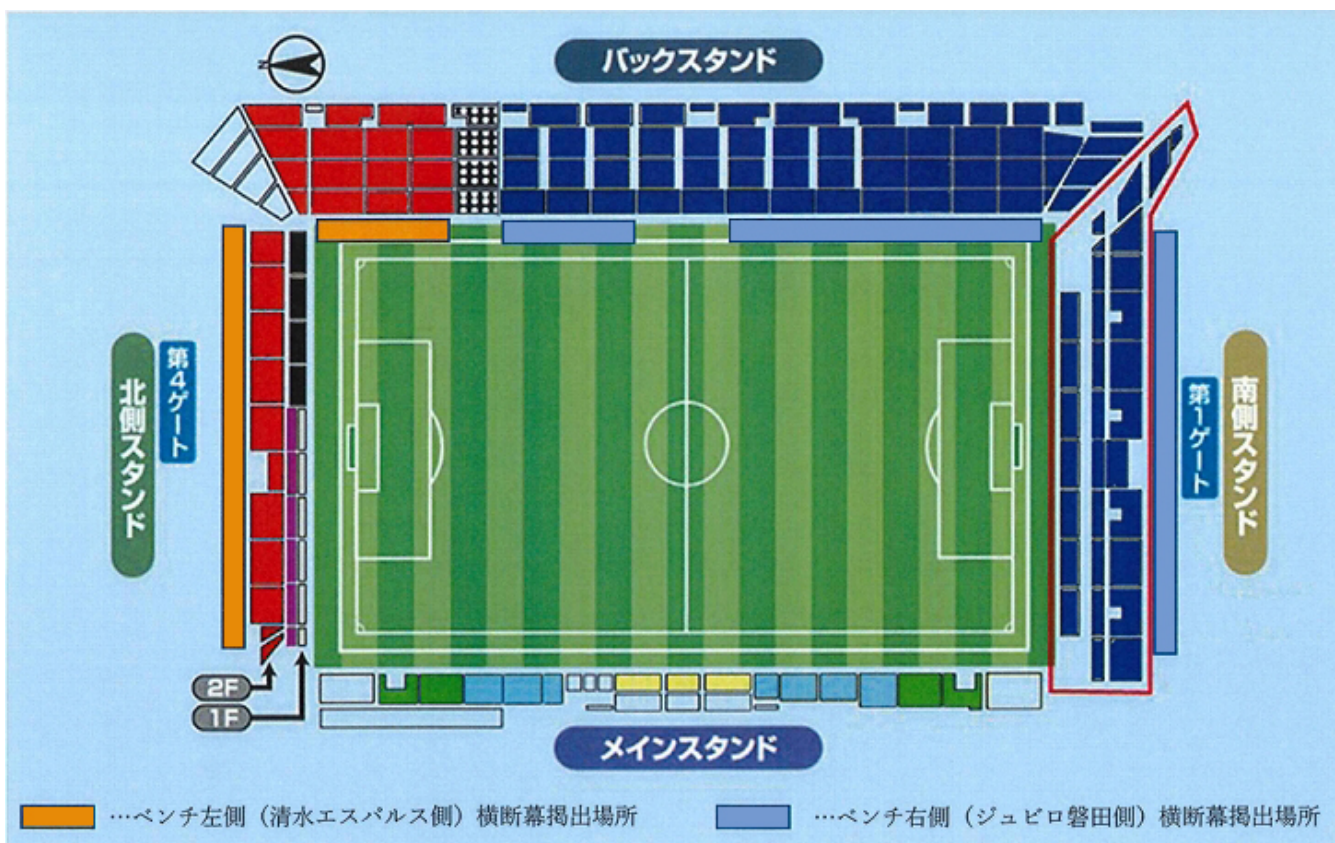 N
バックスタンド
第4ゲート
北側スタンド
南側スタンド
第1ゲート
2F
1F
メインスタンド
…ベンチ左側（清水エスパルス側）横断幕掲出場所
…ベンチ右側（ジュビロ磐田側）横断幕掲出場所